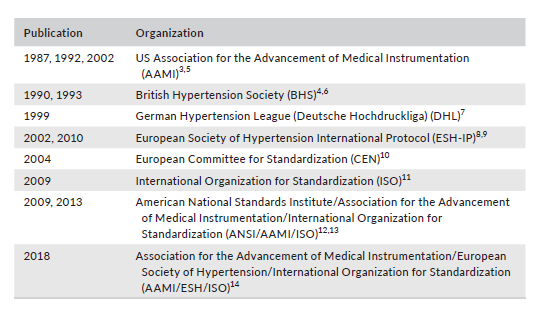 Publication Organization
1987, 1992, 2002 US Association for the Advancement of Medical Instrumentation
(AAMI)3,5
1990, 1993 British Hypertension Society (BHS)4,6
1999 German Hypertension League (Deutsche Hochdruckliga) (DHL)7
2002, 2010 European Society of Hypertension International Protocol (ESH-IP)8,9
2004 European Committee for Standardization (CEN)10
2009 International Organization for Standardization (ISO)11
2009, 2013 American National Standards Institute/Association for the Advancement
of Medical Instrumentation/International Organization for
Standardization (ANSI/AAMI/ISO)12,13
2018 Association for the Advancement of Medical Instrumentation/European
Society of Hypertension/International Organization for Standardization
(AAMI/ESH/ISO)14